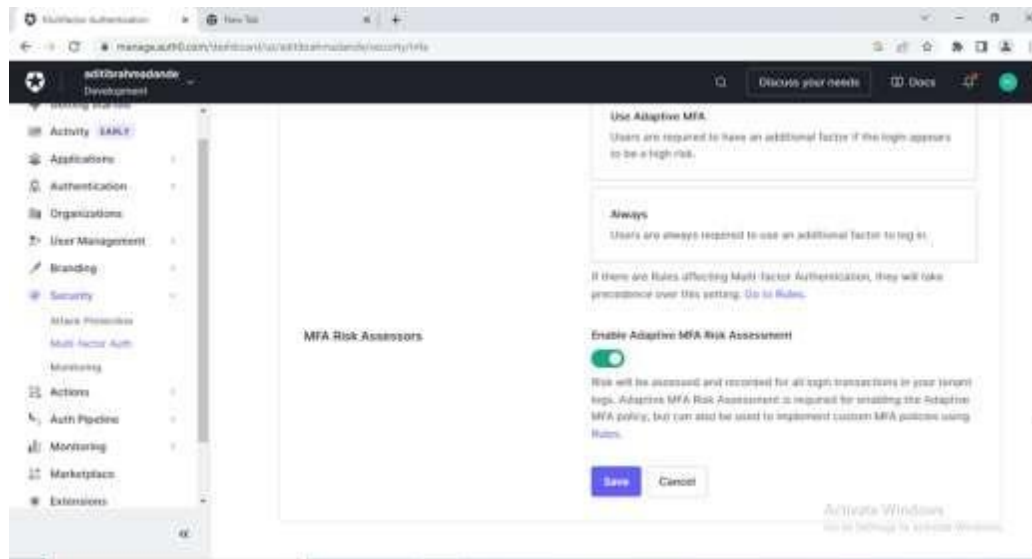 Multifactor Authentication
New Tab
manage.auth0.com/dashboard/us/aditibrahmadande/security/mfa
aditibrahmadande
Development
Discuss your needs
Docs
Getting Started
Activity EARLY
Applications
Authentication
Organizations
User Management
Branding
Security
Attack Protection
Multi-factor Auth
Monitoring
Actions
Auth Pipeline
Monitoring
Marketplace
Extensions
Use Adaptive MFA
Users are required to have an additional factor if the login appears
to be a high risk.
Always
Users are always required to use an additional factor to log in.
If there are Rules affecting Multi-factor Authentication, they will take
precedence over this setting. Go to Rules.
MFA Risk Assessors
Enable Adaptive MFA Risk Assessment
Risk will be assessed and recorded for all login transactions in your tenant
logs. Adaptive MFA Risk Assessment is required for enabling the Adaptive
MFA policy, but can also be used to implement custom MFA policies using
Rules.
Save
Cancel
Activate Windows
Go to Settings to activate Windows.